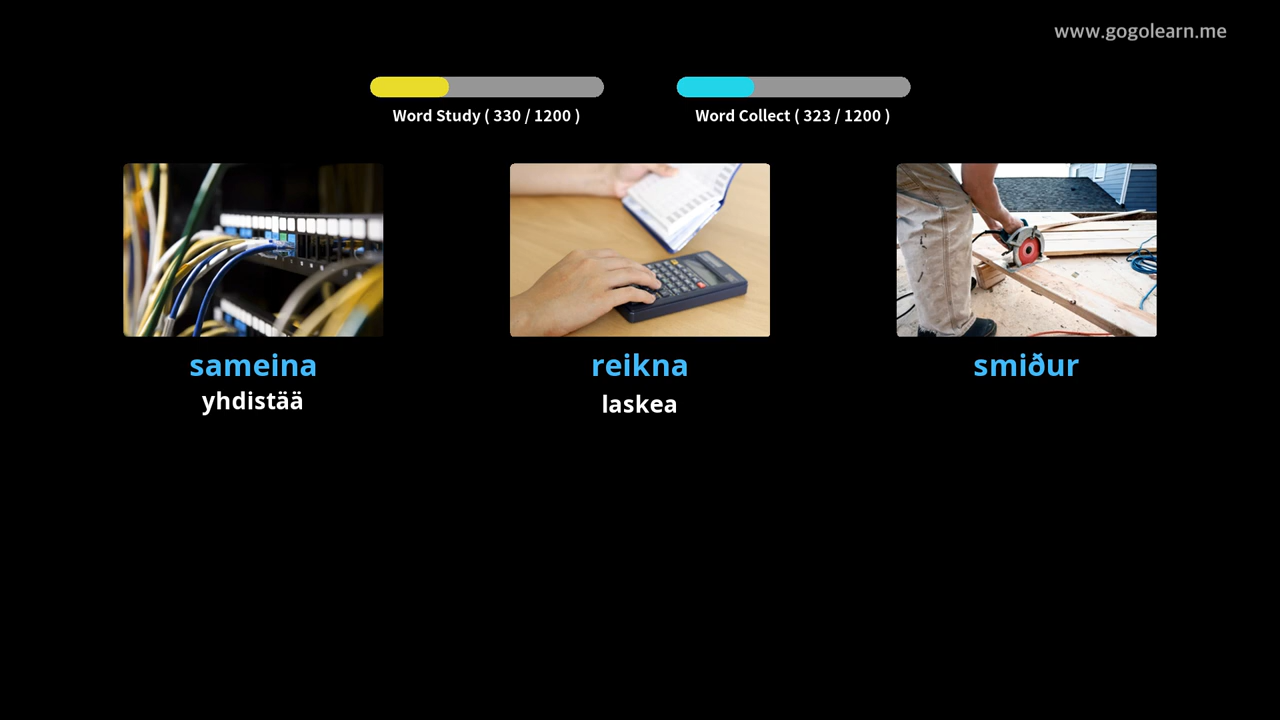 www.gogolearn.me
Word Study ( 330 / 1200 )
Word Collect ( 323 / 1200 )
sameina
yhdistää
reikna
laskea
smiður